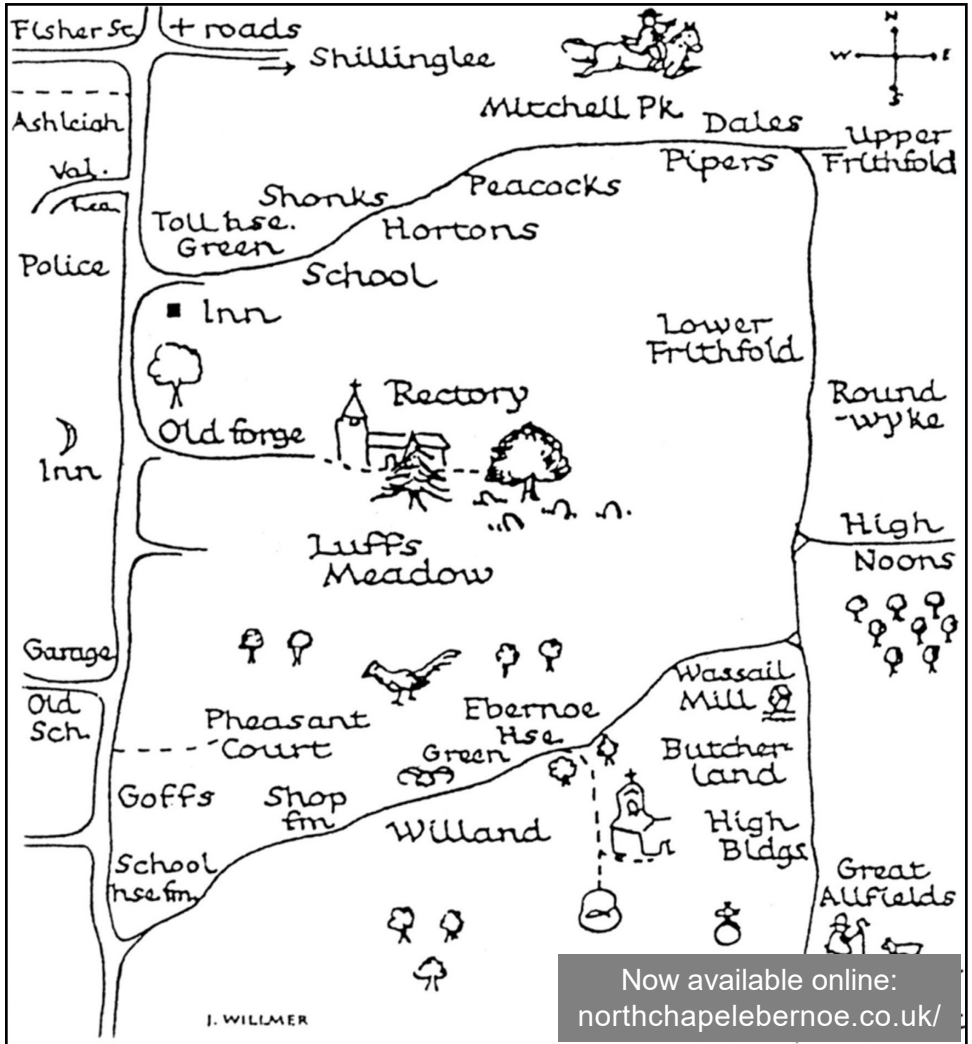 Fisher St.
+ roads
Shillinglee
N
W
E
S
Mitchell Pk
Dales
Upper
Frithfold
Pipers
Ashleigh
Val.
Lea
Shonks
Peacocks
Toll hse.
Green
Hortons
Police
School
Inn
Lower
Frithfold
Rectory
Round
-wyke
Old forge
Inn
High
Noons
Luffs
Meadow
Garage
Wassail
Mill
Old
Sch.
Pheasant
Court
Ebernoe
Hse.
Green
Butcher-
land
Goffs
Shop
fm
Willand
High
Bldgs
School
hse fm.
Great
Allfields
J. WILLMER
Now available online:
northchapelebernoe.co.uk/